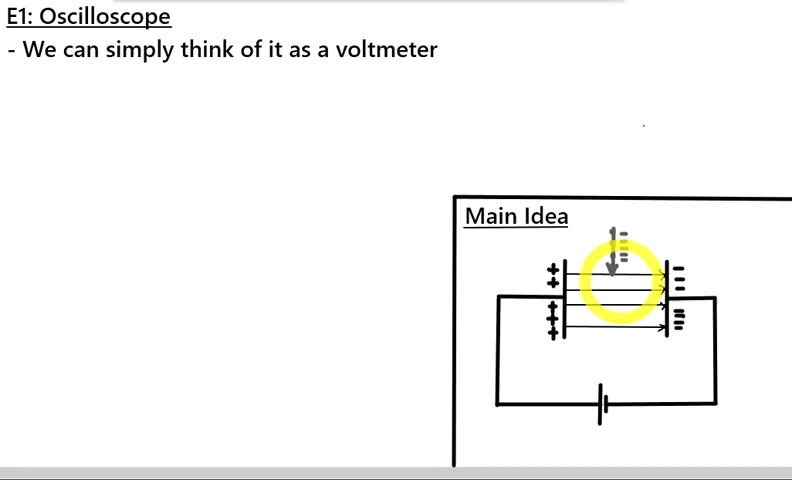 E1: Oscilloscope
- We can simply think of it as a voltmeter
Main Idea